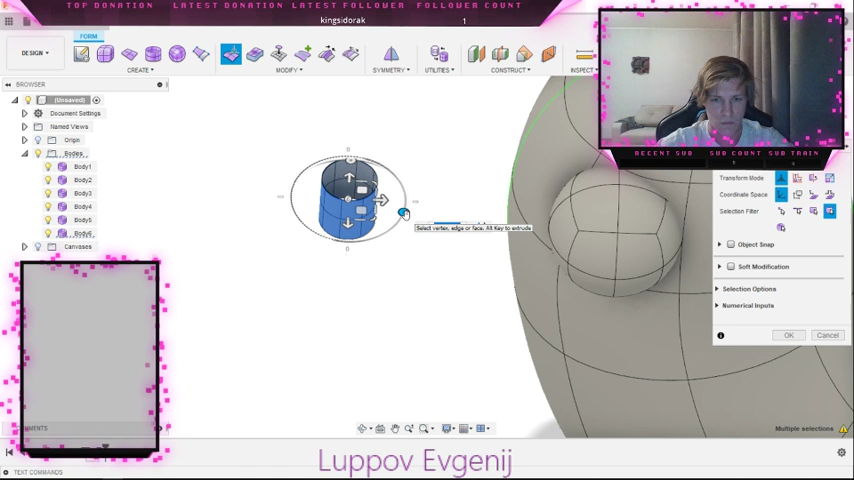 TOP DONATION LATEST DONATION LATEST FOLLOWER FOLLOWER COUNT
kingsidorak 1
FORM
DESIGN
CREATE MODIFY SYMMETRY UTILITIES CONSTRUCT INSPECT
BROWSER
(Unsaved)
Document Settings
Named Views
Origin
Bodies
Body1
Body2
Body3
Body4
Body5
Body6
Canvases
Select vertex, edge or face. Alt Key to extrude
RECENT SUB SUB COUNT SUB TRAIN
Transform Mode
Coordinate Space
Selection Filter
Object Snap
Soft Modification
Selection Options
Numerical Inputs
OK Cancel
Multiple selections
TEXT COMMANDS
Luppov Evgenij